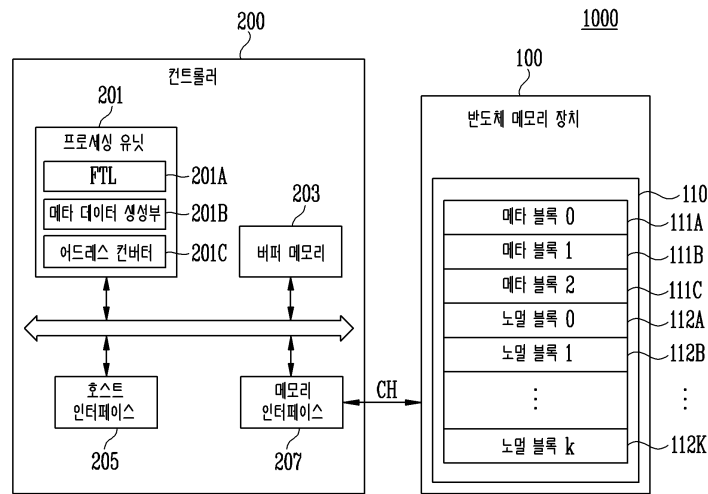 1000
200
컨트롤러
100
반도체 메모리 장치
201
프로세싱 유닛
FTL
201A
메타 데이터 생성부
201B
어드레스 컨버터
201C
203
버퍼 메모리
110
메타 블록 0
111A
메타 블록 1
111B
메타 블록 2
111C
노멀 블록 0
112A
노멀 블록 1
112B
⋮
⋮
노멀 블록 k
112K
호스트
인터페이스
205
메모리
인터페이스
207
CH